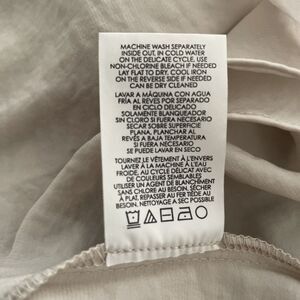 MACHINE WASH SEPARATELY
INSIDE OUT, IN COLD WATER
ON THE DELICATE CYCLE. USE
NON-CHLORINE BLEACH IF NEEDED
LAY FLAT TO DRY. COOL IRON
ON THE REVERSE SIDE IF NEEDED
CAN BE DRY CLEANED
LAVAR A MÁQUINA CON AGUA
FRÍA AL REVÉS POR SEPARADO
EN CICLO DELICADO
SOLAMENTE BLANQUEADOR
SIN CLORO SI FUERA NECESARIO
SECAR SOBRE SUPERFICIE
PLANA, PLANCHAR AL
REVÉS A BAJA TEMPERATURA
SI FUERA NECESARIO
SE PUEDE LAVAR EN SECO
TOURNEZ LE VÊTEMENT À L'ENVERS
LAVER À LA MACHINE À L'EAU
FROIDE, AU CYCLE DÉLICAT AVEC
DE COULEURS SEMBLABLES
UTILISER UN AGENT DE BLANCHIMENT
SANS CHLORE AU BESOIN. SÉCHER
À PLAT. REPASSER AU FER TIÈDE AU
BESOIN. NETTOYAGE A SEC POSSIBLE